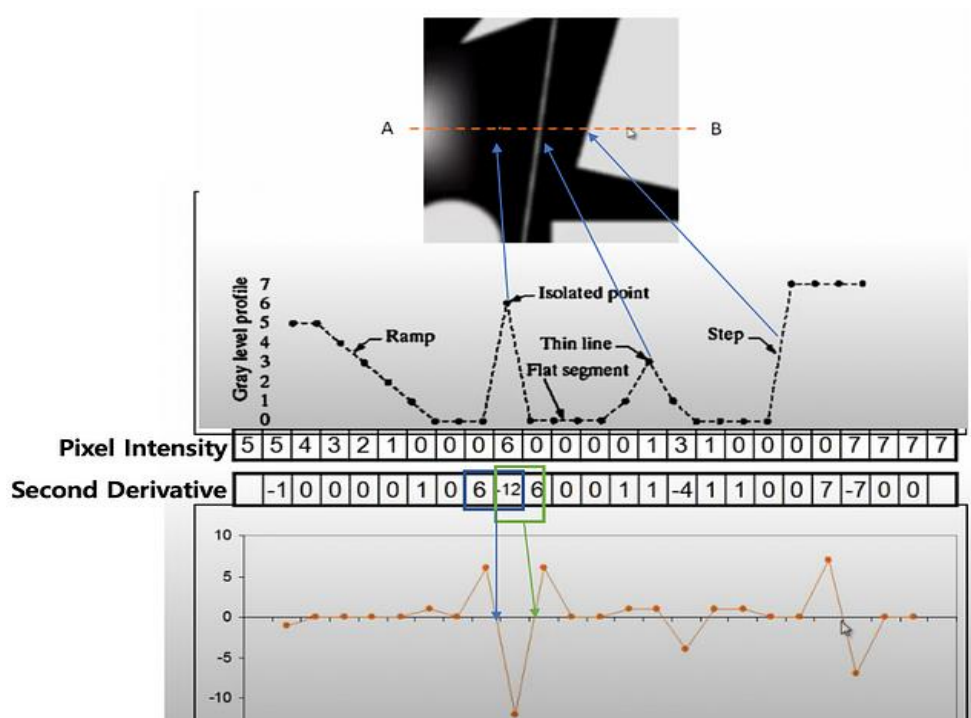 A B
Gray level profile
7
6
5
4
3
2
1
0
Isolated point
Ramp
Thin line
Flat segment
Step
Pixel Intensity 5 5 4 3 2 1 0 0 0 6 0 0 0 0 1 3 1 0 0 0 0 7 7 7 7
Second Derivative -1 0 0 0 0 1 0 6 -12 6 0 0 1 1 -4 1 1 0 0 7 -7 0 0
10
5
0
-5
-10